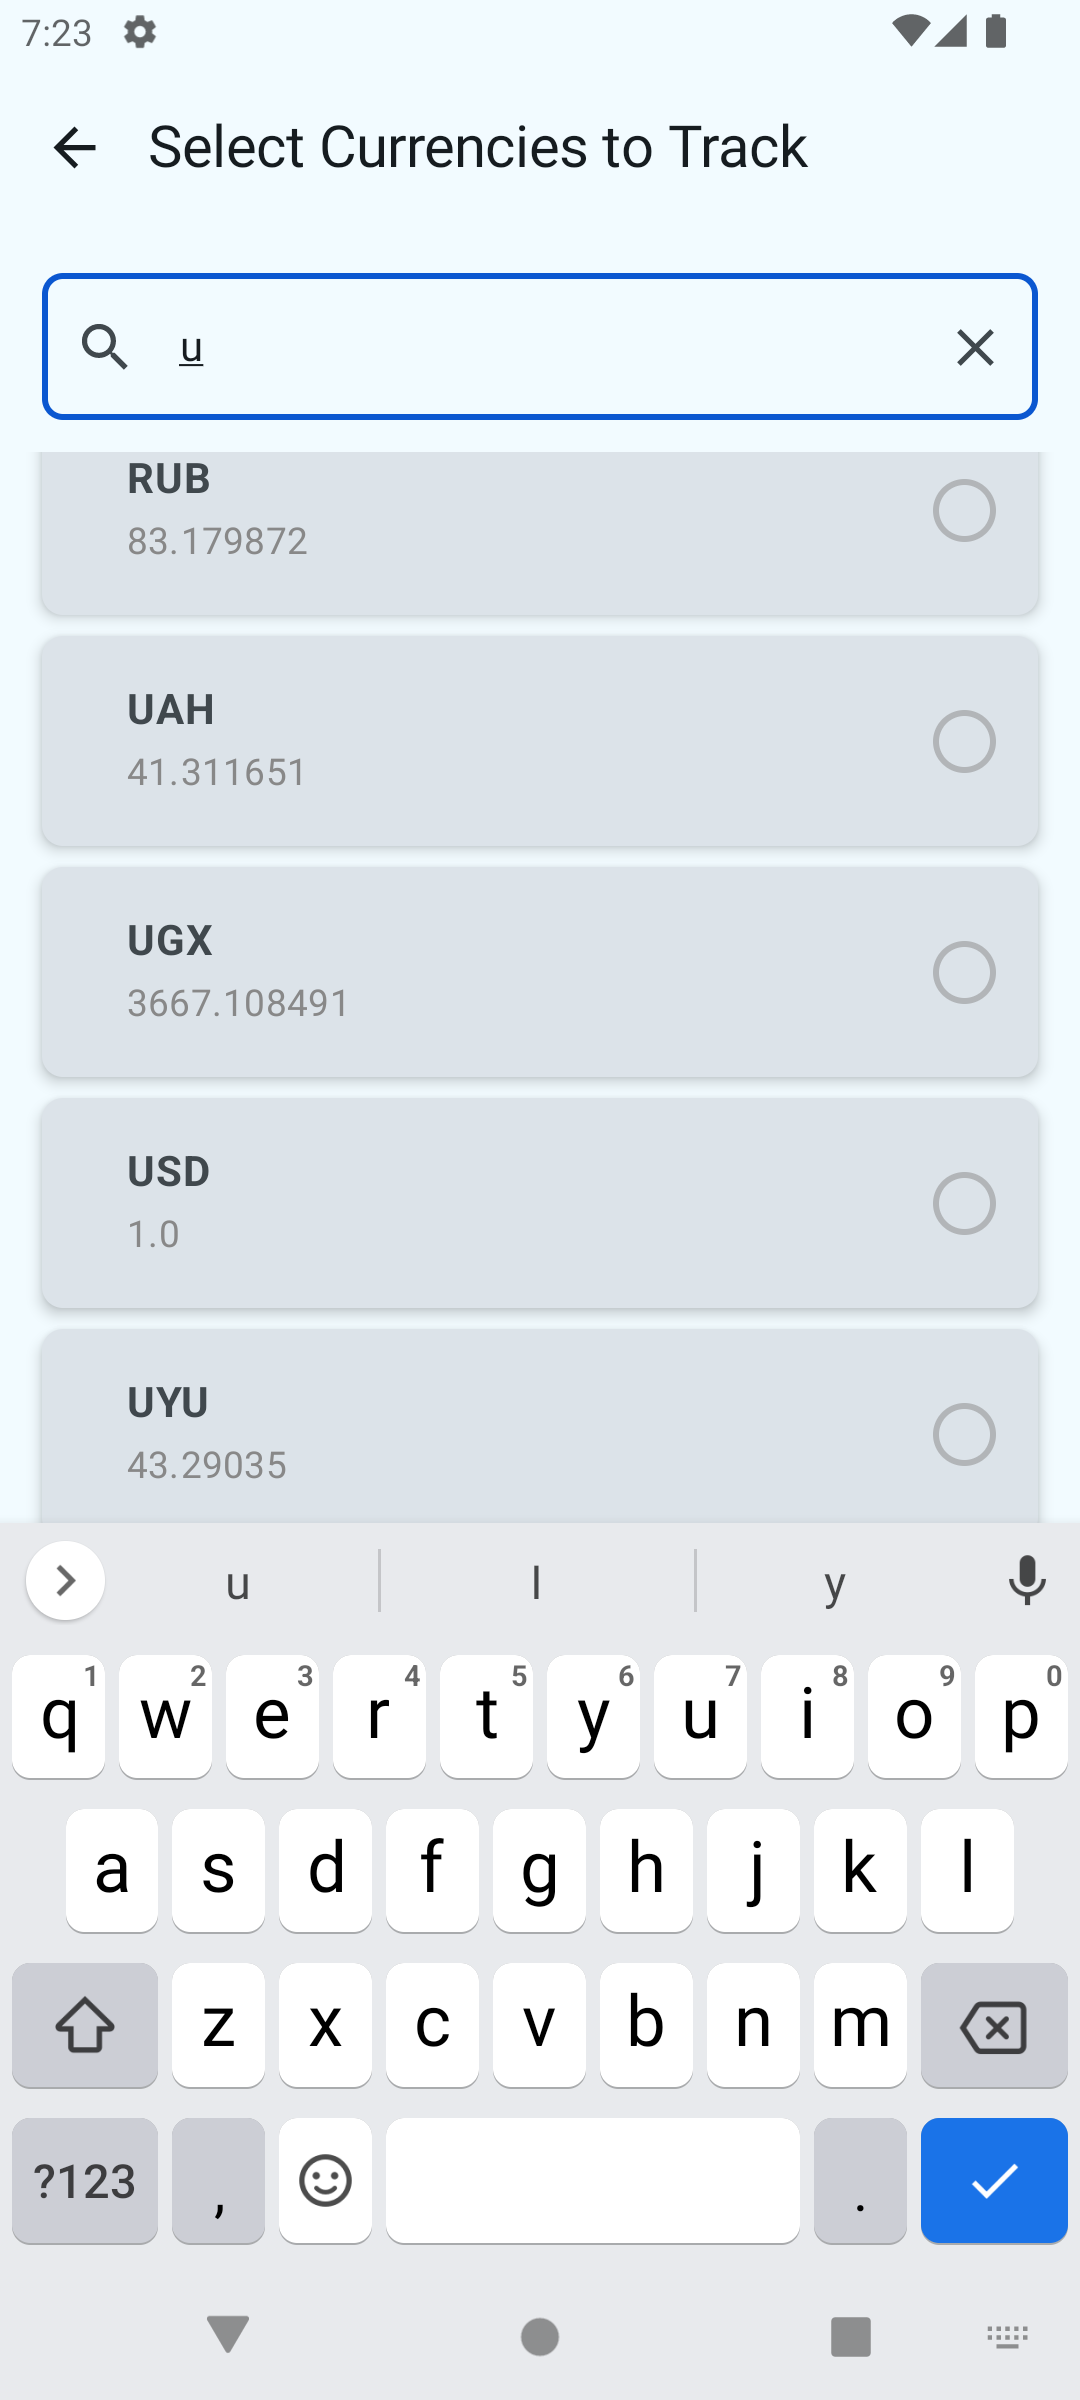 7:23
Select Currencies to Track
u
RUB
83.179872
UAH
41.311651
UGX
3667.108491
USD
1.0
UYU
43.29035
u l y
q1 w2 e3 r4 t5 y6 u7 i8 o9 p0
a s d f g h j k l
z x c v b n m
?123 , .